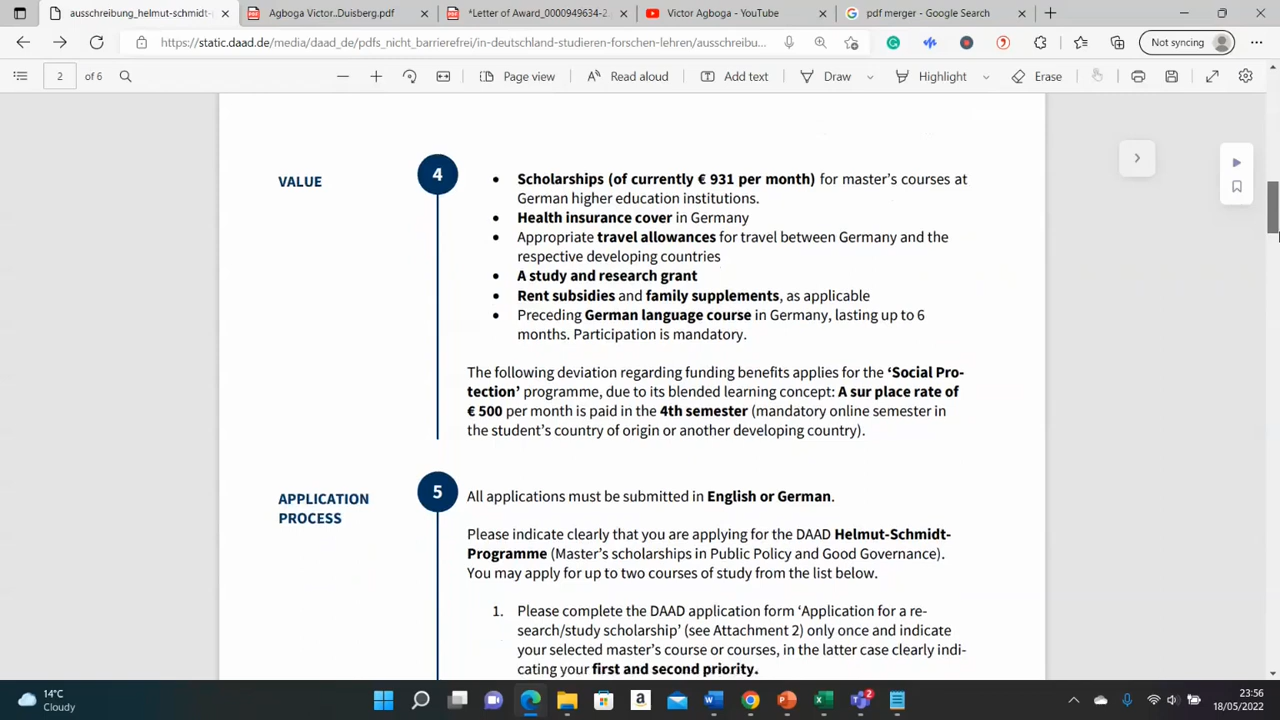 ausschreibung_helmut-schmidt-
Agboga Victor..Duisberg.pdf
*Letter of Award_0000949634-2
Victor Agboga - YouTube
pdf merger - Google Search
https://static.daad.de/media/daad_de/pdfs_nicht_barrierefrei/in-deutschland-studieren-forschen-lehren/ausschreibu...
Not syncing
2 of 6
Page view
Read aloud
Add text
Draw
Highlight
Erase
VALUE
4
• Scholarships (of currently € 931 per month) for master's courses at
German higher education institutions.
• Health insurance cover in Germany
• Appropriate travel allowances for travel between Germany and the
respective developing countries
• A study and research grant
• Rent subsidies and family supplements, as applicable
• Preceding German language course in Germany, lasting up to 6
months. Participation is mandatory.
The following deviation regarding funding benefits applies for the ‘Social Pro-
tection’ programme, due to its blended learning concept: A sur place rate of
€ 500 per month is paid in the 4th semester (mandatory online semester in
the student's country of origin or another developing country).
APPLICATION
PROCESS
5
All applications must be submitted in English or German.
Please indicate clearly that you are applying for the DAAD Helmut-Schmidt-
Programme (Master's scholarships in Public Policy and Good Governance).
You may apply for up to two courses of study from the list below.
1. Please complete the DAAD application form ‘Application for a re-
search/study scholarship’ (see Attachment 2) only once and indicate
your selected master's course or courses, in the latter case clearly indi-
cating your first and second priority.
14°C
Cloudy
2
23:56
18/05/2022